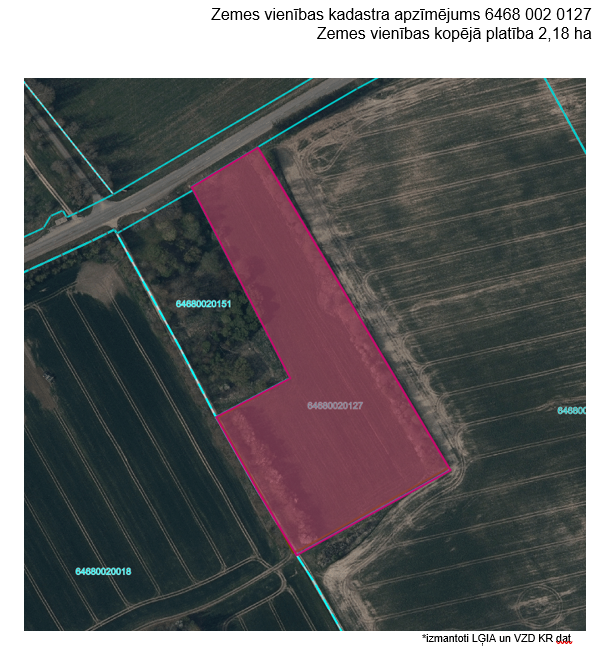 Zemes vienības kadastra apzīmējums 6468 002 0127
Zemes vienības kopējā platība 2,18 ha
64680020151
64680020127
64680
64680020018
*izmantoti LĢIA un VZD KR dat